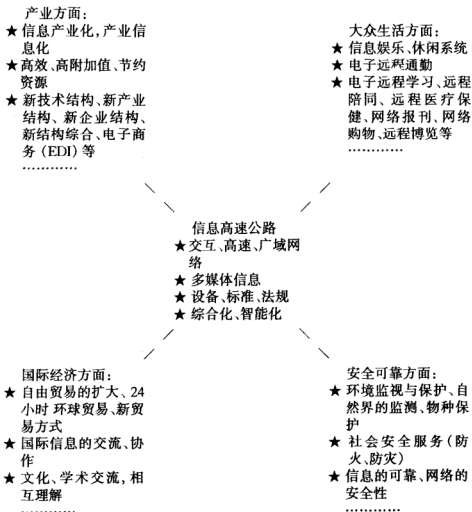 产业方面：
★信息产业化，产业信
息化
★高效、高附加值、节约
资源
★ 新技术结构、新产业
结构、新企业结构、
新结构综合、电子商
务（EDI）等
…………
大众生活方面：
★ 信息娱乐、休闲系统
★ 电子远程通勤
★ 电子远程学习、远程
陪同、远程医疗保
健、网络报刊、网络
购物、远程博览等
…………
信息高速公路
★交互、高速、广域网
络
★ 多媒体信息
★ 设备、标准、法规
★ 综合化、智能化
国际经济方面：
★ 自由贸易的扩大、24
小时 环球贸易、新贸
易方式
★国际信息的交流、协
作
★ 文化、学术交流，相
互理解
…………
安全可靠方面：
★ 环境监视与保护、自
然界的监测、物种保
护
★ 社会安全服务（防
火、防灾）
★ 信息的可靠、网络的
安全性
…………